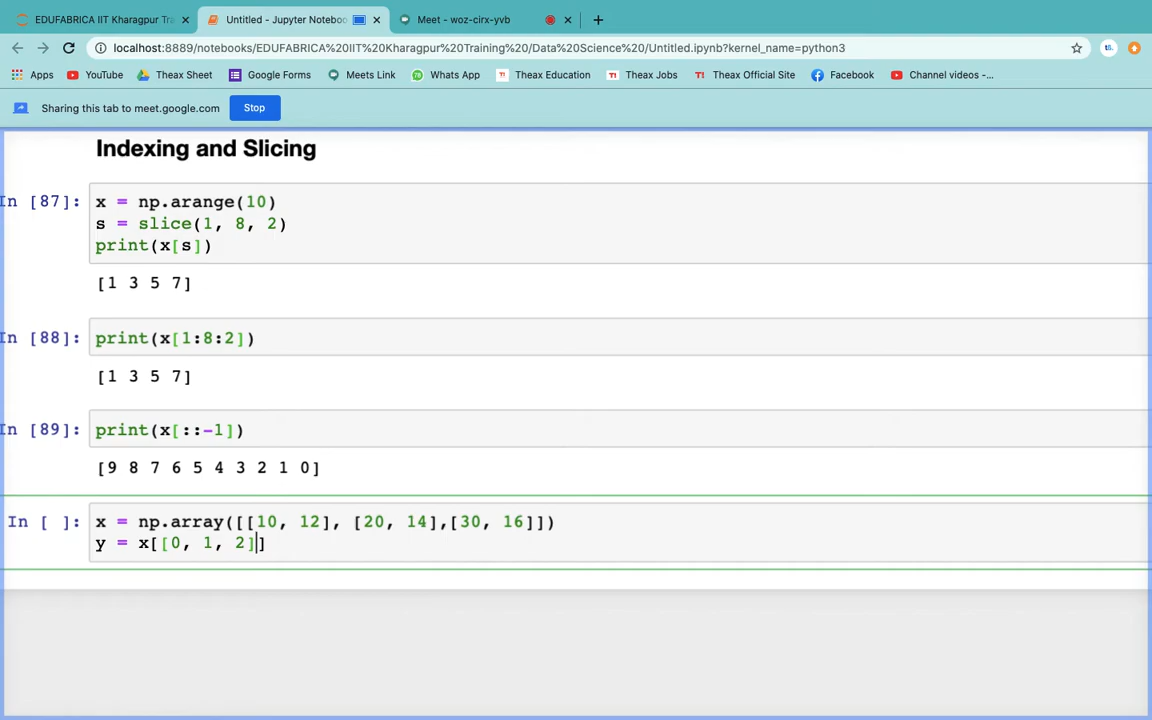 EDUFABRICA IIT Kharagpur Tra
Untitled - Jupyter Noteboo
Meet - woz-cirx-yvb
localhost:8889/notebooks/EDUFABRICA%20IIT%20Kharagpur%20Training%20/Data%20Science%20/Untitled.ipynb?kernel_name=python3
Apps
YouTube
Theax Sheet
Google Forms
Meets Link
Whats App
Theax Education
Theax Jobs
Theax Official Site
Facebook
Channel videos -...
Sharing this tab to meet.google.com
Stop
Indexing and Slicing
In [87]:
x = np.arange(10)
s = slice(1, 8, 2)
print(x[s])
[1 3 5 7]
In [88]:
print(x[1:8:2])
[1 3 5 7]
In [89]:
print(x[::-1])
[9 8 7 6 5 4 3 2 1 0]
In [ ]:
x = np.array([[10, 12], [20, 14],[30, 16]])
y = x[[0, 1, 2]]